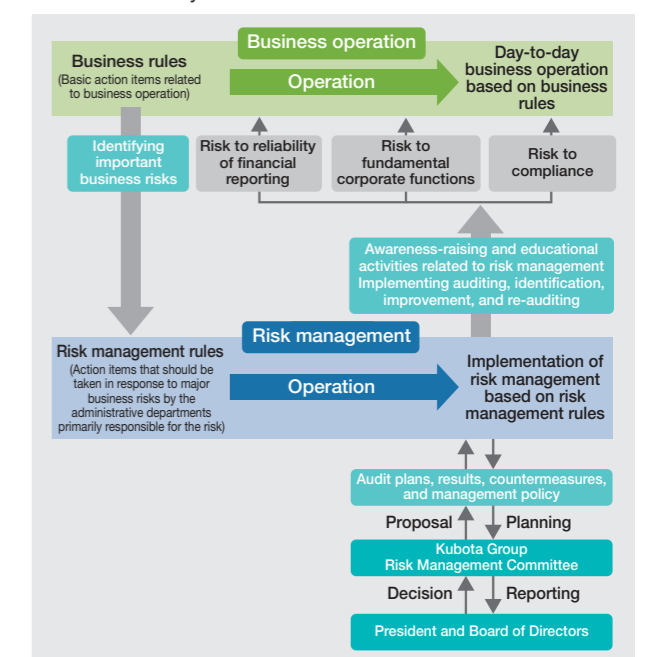 Business operation
Business rules
(Basic action items related
to business operation)
Operation
Day-to-day
business operation
based on business
rules
Identifying
important
business risks
Risk to reliability
of financial
reporting
Risk to
fundamental
corporate functions
Risk to
compliance
Awareness-raising and educational
activities related to risk management
Implementing auditing, identification,
improvement, and re-auditing
Risk management
Risk management rules
(Action items that should be
taken in response to major
business risks by the
administrative departments
primarily responsible for the risk)
Operation
Implementation of
risk management
based on risk
management rules
Audit plans, results, countermeasures,
and management policy
Proposal
Planning
Kubota Group
Risk Management Committee
Decision
Reporting
President and Board of Directors